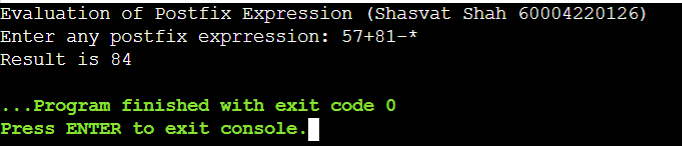 Evaluation of Postfix Expression (Shasvat Shah 60004220126)
Enter any postfix exprression: 57+81-*
Result is 84
...Program finished with exit code 0
Press ENTER to exit console.